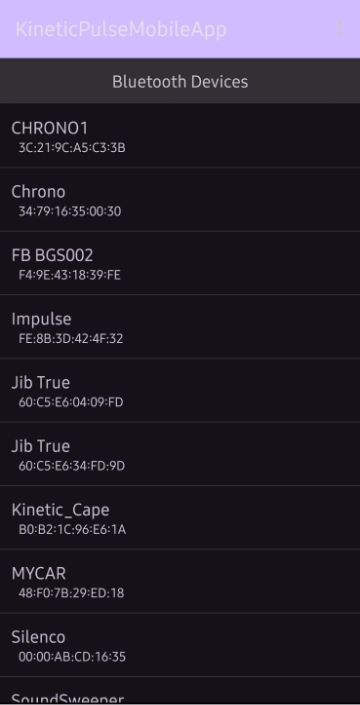 KineticPulseMobileApp
Bluetooth Devices
CHRONO1
3C:21:9C:A5:C3:3B
Chrono
34:79:16:35:00:30
FB BGS002
F4:9E:43:18:39:FE
Impulse
FE:8B:3D:42:4F:32
Jib True
60:C5:E6:04:09:FD
Jib True
60:C5:E6:34:FD:9D
Kinetic_Cape
B0:B2:1C:96:E6:1A
MYCAR
48:F0:7B:29:ED:18
Silenco
00:00:AB:CD:16:35
SoundSweeper